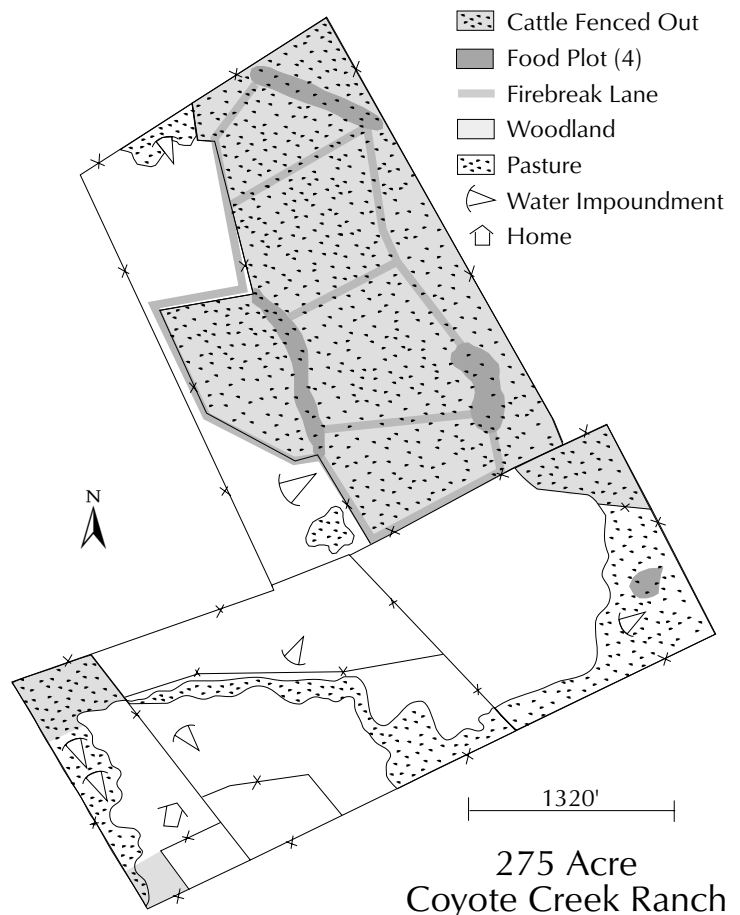 Cattle Fenced Out
Food Plot (4)
Firebreak Lane
Woodland
Pasture
Water Impoundment
Home
N
1320'
275 Acre
Coyote Creek Ranch